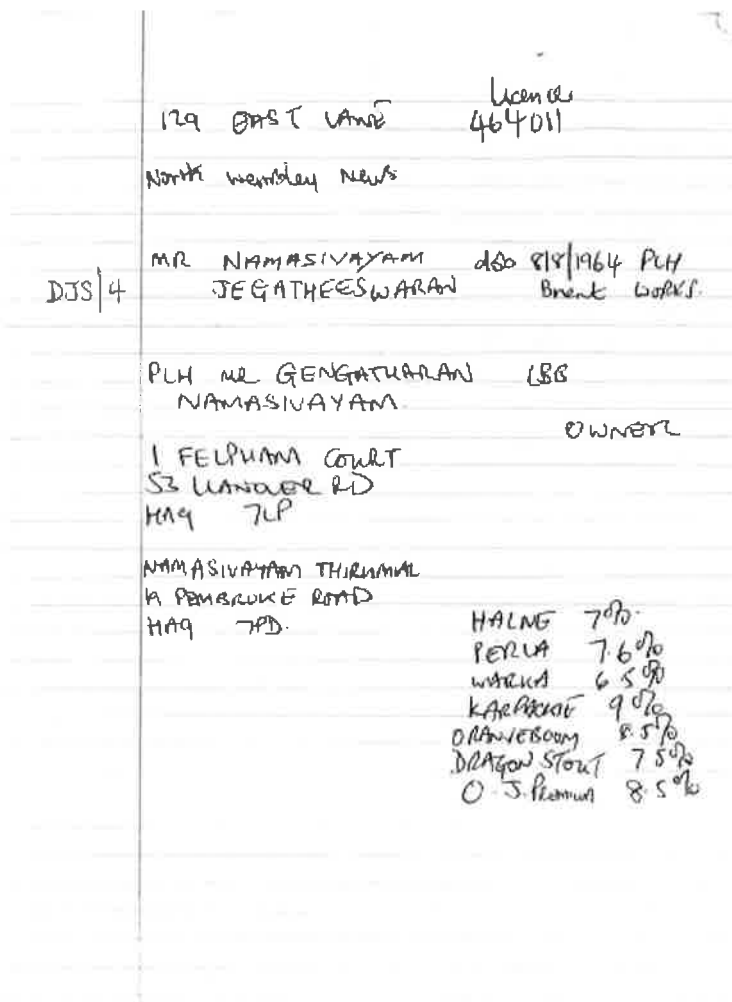 Licence
129 EAST LANE 464011
North Wembley News
MR NAMASIVAYAM dob 8/8/1964 PLH
DJS/4 JEGATHEESWARAN Brent WORKS.
PLH MR GENGATHARAN LBB
NAMASIVAYAM
OWNER
1 FELPHAM COURT
53 HANOVER RD
HA9 7LP
NAMASIVAYAM THIRUMAL
PEMBROKE ROAD
HA9 7PD.
HALNE 7%.
PERLA 7.6%
WARKA 6.5%
KARPACKIE 9%
ORANJEBOOM 8.5%
DRAGON STOUT 7.5%
O.J. Premium 8.5%